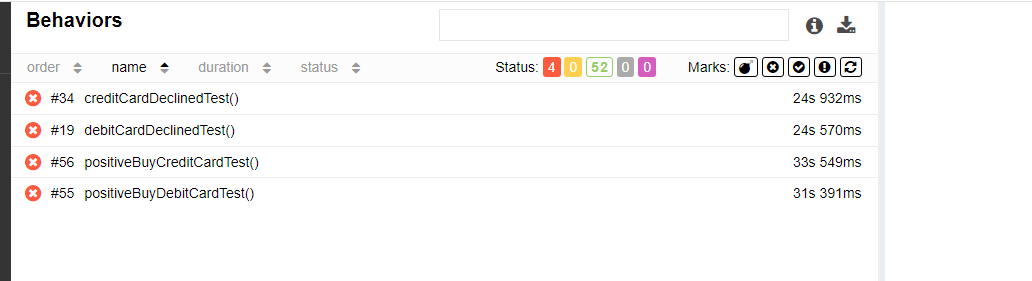 Behaviors
order name duration status Status: 4 0 52 0 0 Marks:
#34 creditCardDeclinedTest() 24s 932ms
#19 debitCardDeclinedTest() 24s 570ms
#56 positiveBuyCreditCardTest() 33s 549ms
#55 positiveBuyDebitCardTest() 31s 391ms